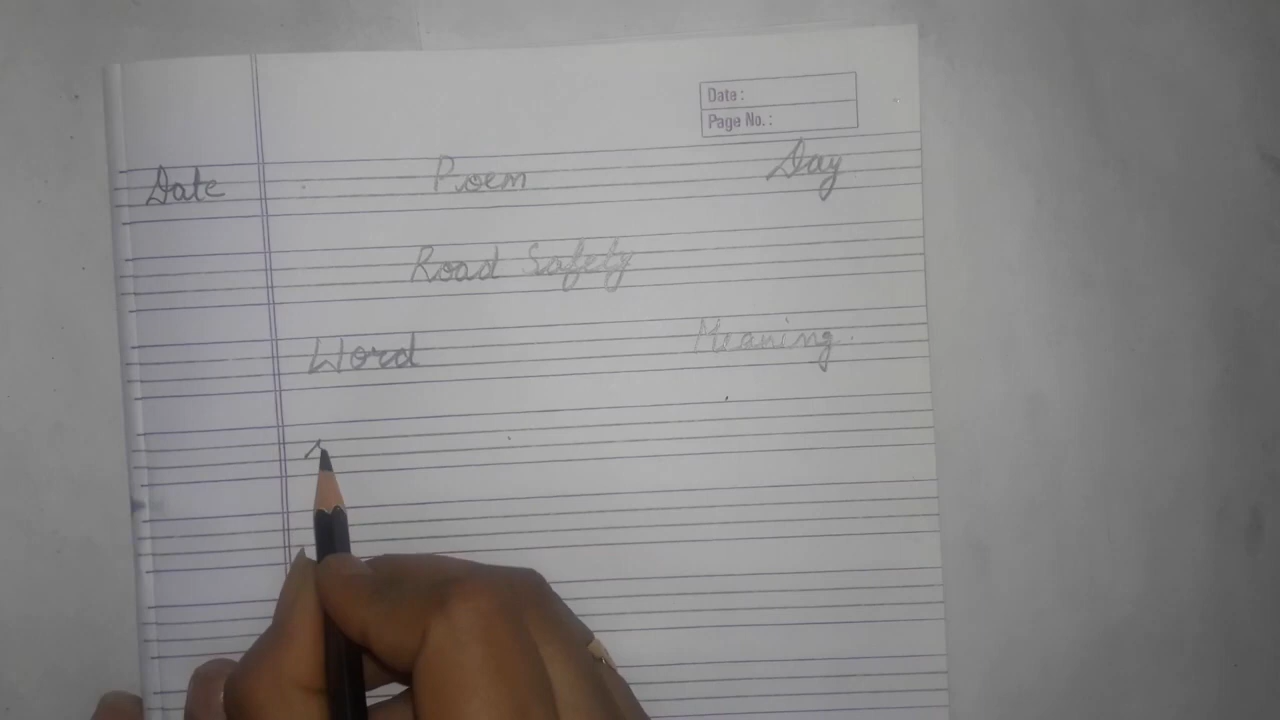 Date :
Page No. :
Date Poem Day
Road Safety
Word Meaning.